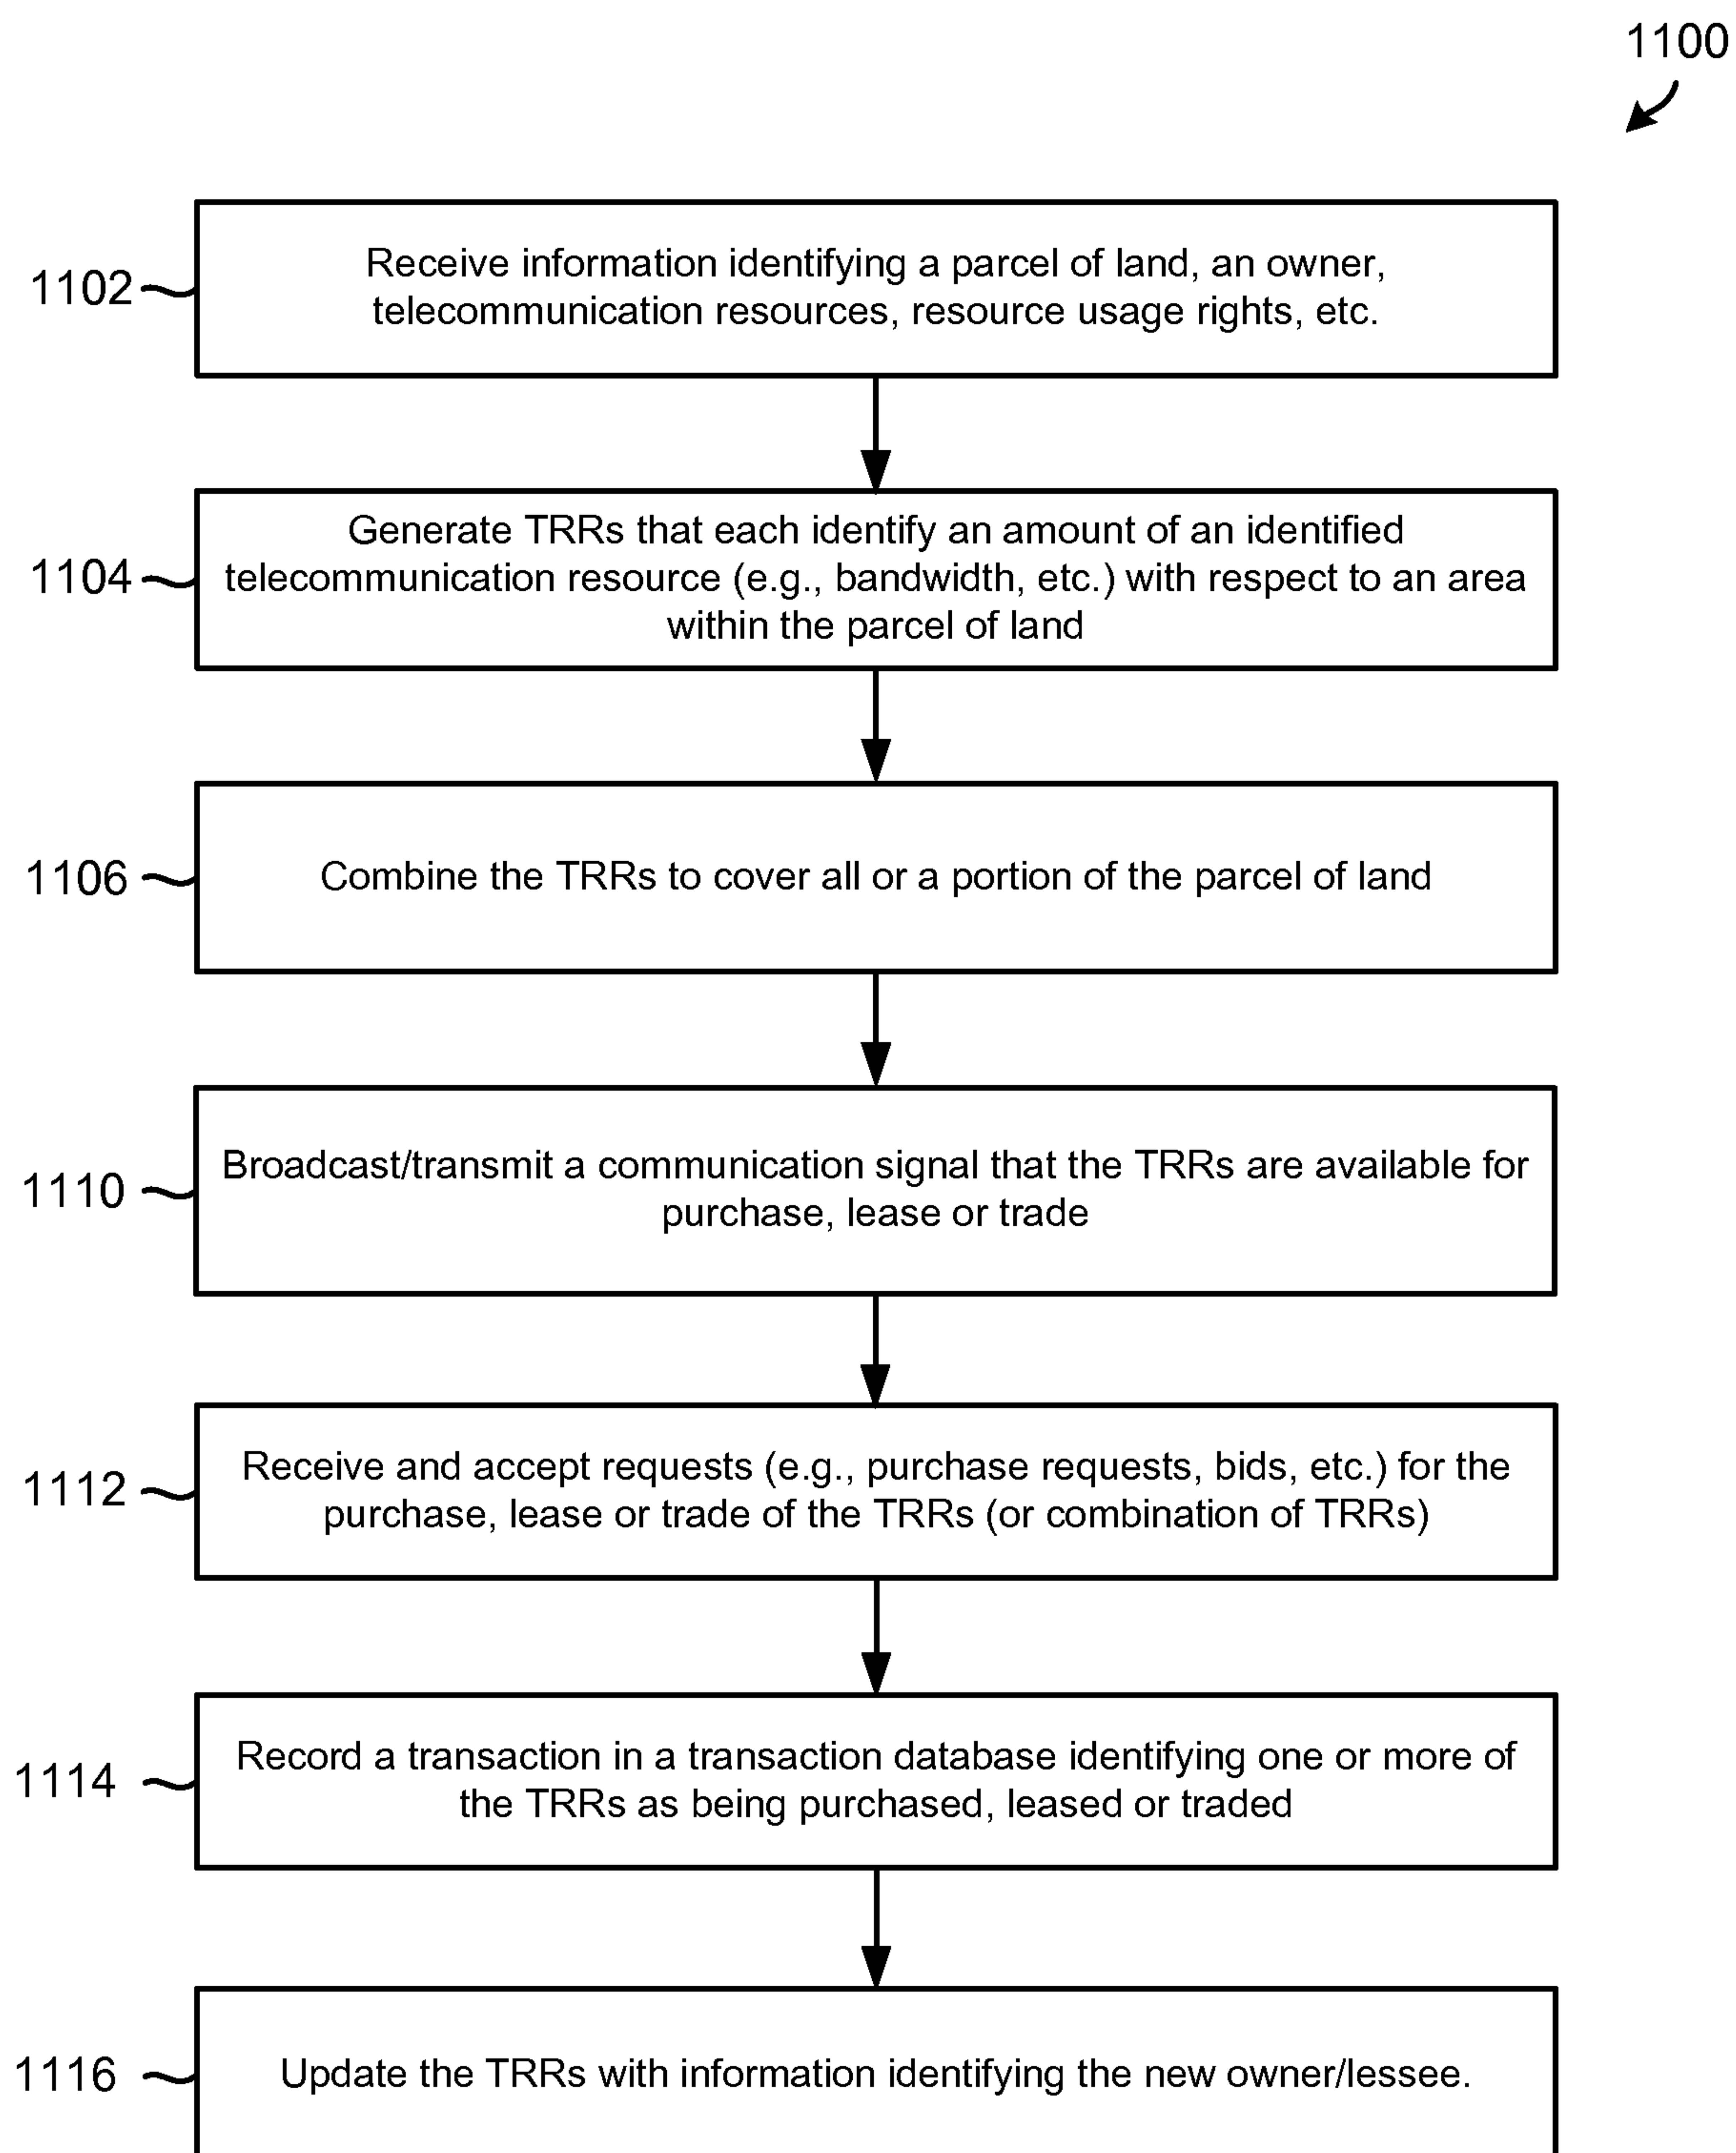 1100
1102
Receive information identifying a parcel of land, an owner,
telecommunication resources, resource usage rights, etc.
1104
Generate TRRs that each identify an amount of an identified
telecommunication resource (e.g., bandwidth, etc.) with respect to an area
within the parcel of land
1106
Combine the TRRs to cover all or a portion of the parcel of land
1110
Broadcast/transmit a communication signal that the TRRs are available for
purchase, lease or trade
1112
Receive and accept requests (e.g., purchase requests, bids, etc.) for the
purchase, lease or trade of the TRRs (or combination of TRRs)
1114
Record a transaction in a transaction database identifying one or more of
the TRRs as being purchased, leased or traded
1116
Update the TRRs with information identifying the new owner/lessee.